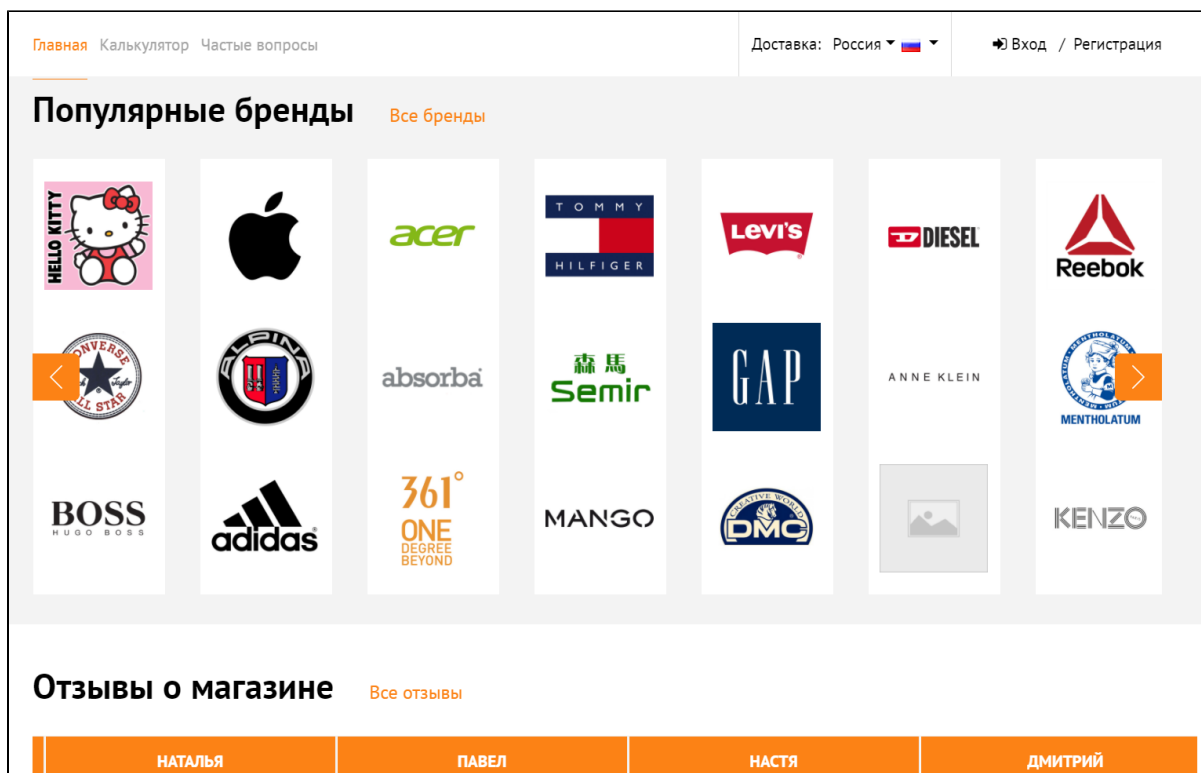 Главная Калькулятор Частые вопросы
Доставка: Россия
Вход / Регистрация
Популярные бренды Все бренды
HELLO KITTY
acer
TOMMY
HILFIGER
LEVI'S
DIESEL
Reebok
CONVERSE
ALL STAR
ALPINA
absorba
森馬
Semir
GAP
ANNE KLEIN
MENTHOLATUM
MENTHOLATUM
BOSS
HUGO BOSS
adidas
361°
ONE
DEGREE
BEYOND
MANGO
CREATIVE WORLD
DMC
KENZO
Отзывы о магазине Все отзывы
НАТАЛЬЯ ПАВЕЛ НАСТЯ ДМИТРИЙ